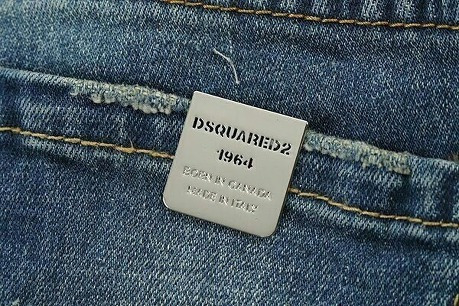 DSQUARED2
1964
BORN IN CANADA
MADE IN ITALY